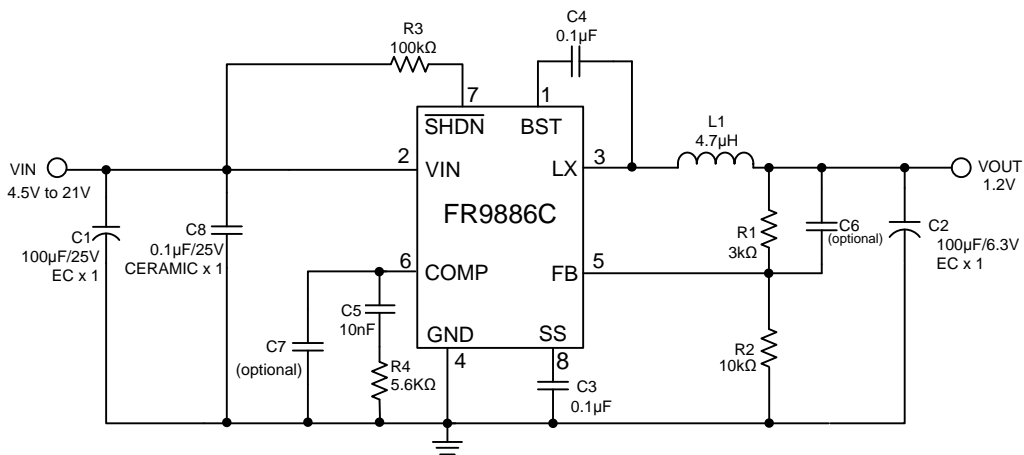 C4
0.1μF
R3
100kΩ
7
1
SHDN
BST
L1
4.7μH
VIN
4.5V to 21V
2
VIN
LX
3
VOUT
1.2V
FR9886C
C1
100μF/25V
EC x 1
C8
0.1μF/25V
CERAMIC x 1
R1
3kΩ
C6
(optional)
C2
100μF/6.3V
EC x 1
6
COMP
FB
5
C5
10nF
C7
(optional)
R4
5.6KΩ
GND
4
SS
8
C3
0.1μF
R2
10kΩ